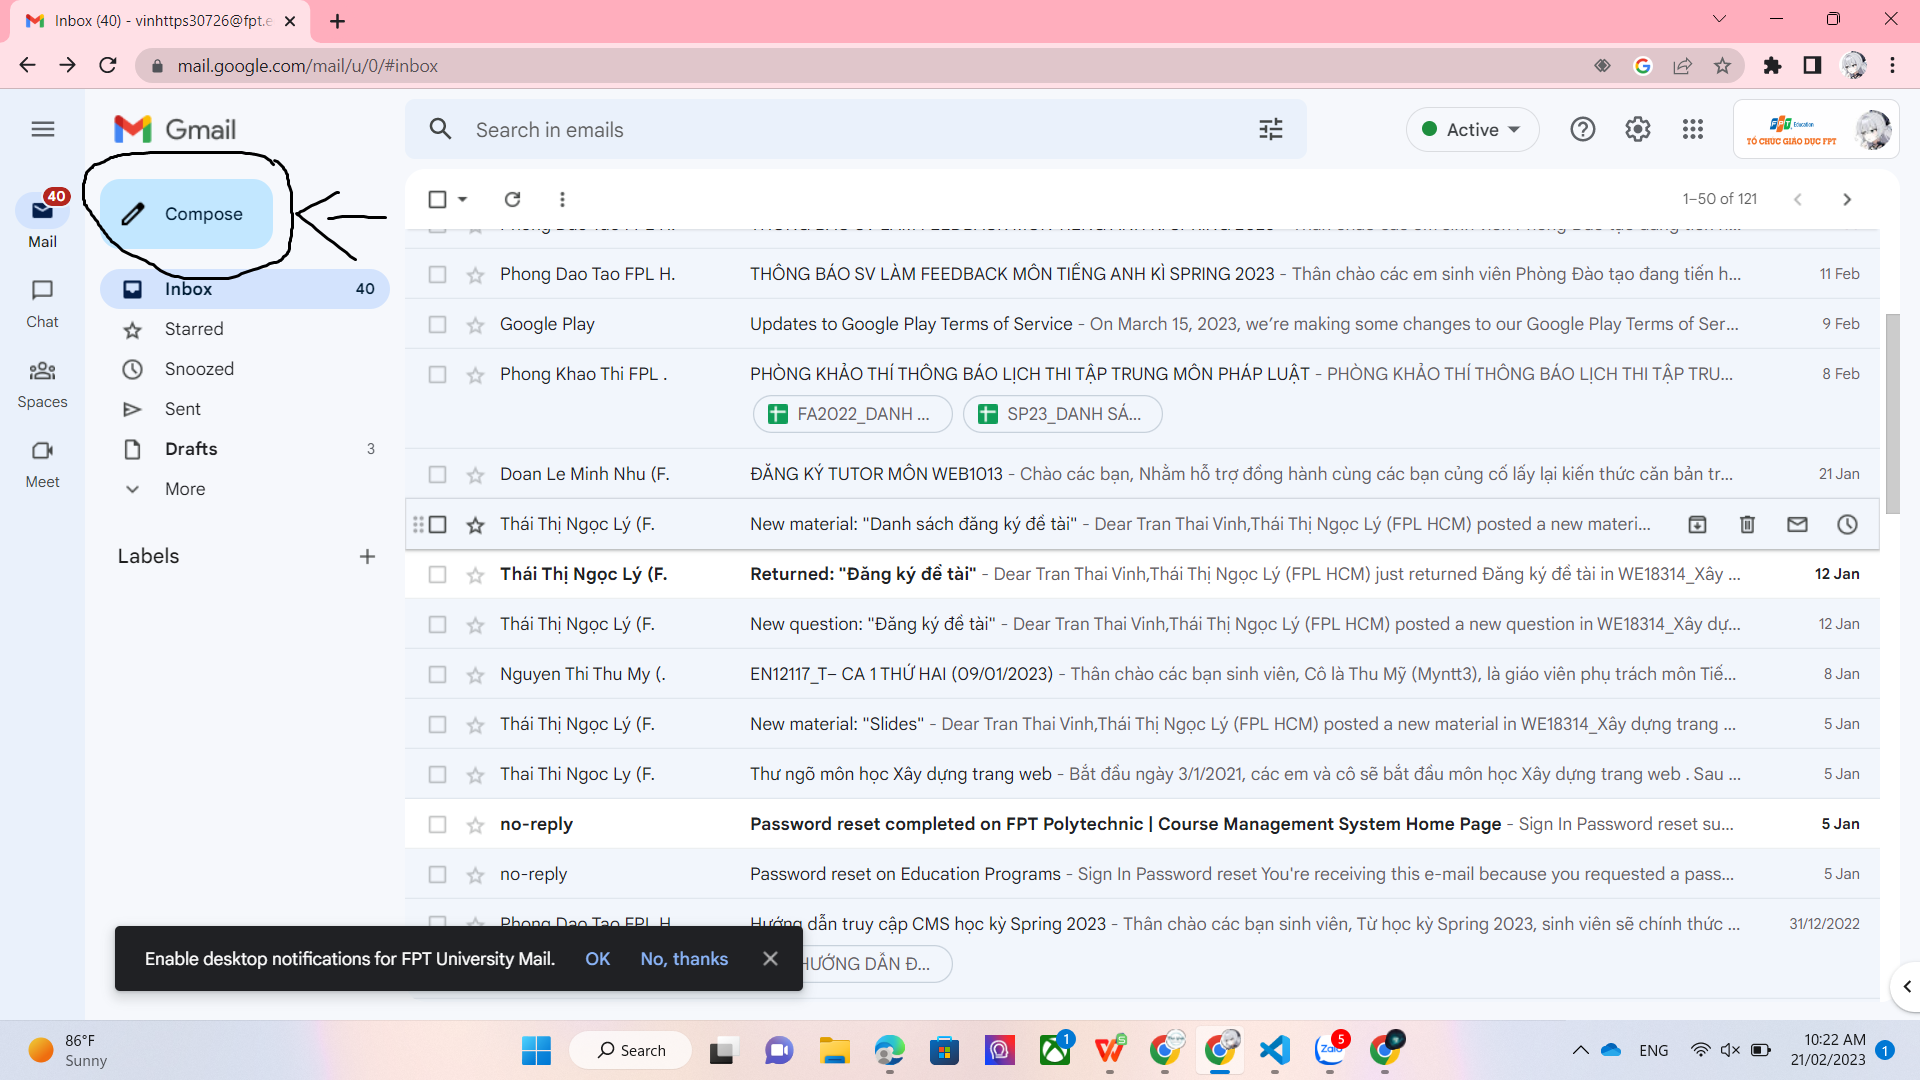 Inbox (40) - vinhttps30726@fpt.e
mail.google.com/mail/u/0/#inbox
Gmail
Search in emails
Active
FPT Education
TỔ CHỨC GIÁO DỤC FPT
40
Mail
Chat
Spaces
Meet
Compose
Inbox 40
Starred
Snoozed
Sent
Drafts 3
More
Labels
1–50 of 121
Phong Dao Tao FPL H. THÔNG BÁO SV LÀM FEEDBACK MÔN TIẾNG ANH KÌ SPRING 2023 - Thân chào các em sinh viên Phòng Đào tạo đang tiến h... 11 Feb
Google Play Updates to Google Play Terms of Service - On March 15, 2023, we’re making some changes to our Google Play Terms of Ser... 9 Feb
Phong Khao Thi FPL . PHÒNG KHẢO THÍ THÔNG BÁO LỊCH THI TẬP TRUNG MÔN PHÁP LUẬT - PHÒNG KHẢO THÍ THÔNG BÁO LỊCH THI TẬP TRU... 8 Feb
FA2022_DANH ... SP23_DANH SÁ...
Doan Le Minh Nhu (F. ĐĂNG KÝ TUTOR MÔN WEB1013 - Chào các bạn, Nhằm hỗ trợ đồng hành cùng các bạn củng cố lấy lại kiến thức căn bản tr... 21 Jan
Thái Thị Ngọc Lý (F. New material: "Danh sách đăng ký đề tài" - Dear Tran Thai Vinh,Thái Thị Ngọc Lý (FPL HCM) posted a new materi...
Thái Thị Ngọc Lý (F. Returned: "Đăng ký đề tài" - Dear Tran Thai Vinh,Thái Thị Ngọc Lý (FPL HCM) just returned Đăng ký đề tài in WE18314_Xây ... 12 Jan
Thái Thị Ngọc Lý (F. New question: "Đăng ký đề tài" - Dear Tran Thai Vinh,Thái Thị Ngọc Lý (FPL HCM) posted a new question in WE18314_Xây dự... 12 Jan
Nguyen Thi Thu My (. EN12117_T– CA 1 THỨ HAI (09/01/2023) - Thân chào các bạn sinh viên, Cô là Thu Mỹ (Myntt3), là giáo viên phụ trách môn Tiế... 8 Jan
Thái Thị Ngọc Lý (F. New material: "Slides" - Dear Tran Thai Vinh,Thái Thị Ngọc Lý (FPL HCM) posted a new material in WE18314_Xây dựng trang ... 5 Jan
Thai Thi Ngoc Ly (F. Thư ngõ môn học Xây dựng trang web - Bắt đầu ngày 3/1/2021, các em và cô sẽ bắt đầu môn học Xây dựng trang web . Sau ... 5 Jan
no-reply Password reset completed on FPT Polytechnic | Course Management System Home Page - Sign In Password reset su... 5 Jan
no-reply Password reset on Education Programs - Sign In Password reset You're receiving this e-mail because you requested a pass... 5 Jan
Phong Dao Tao FPL H. Hướng dẫn truy cập CMS học kỳ Spring 2023 - Thân chào các bạn sinh viên, Từ học kỳ Spring 2023, sinh viên sẽ chính thức ... 31/12/2022
HƯỚNG DẪN Đ...
Enable desktop notifications for FPT University Mail. OK No, thanks
86°F
Sunny
Search
1
Zalo
5
ENG
10:22 AM
21/02/2023
1